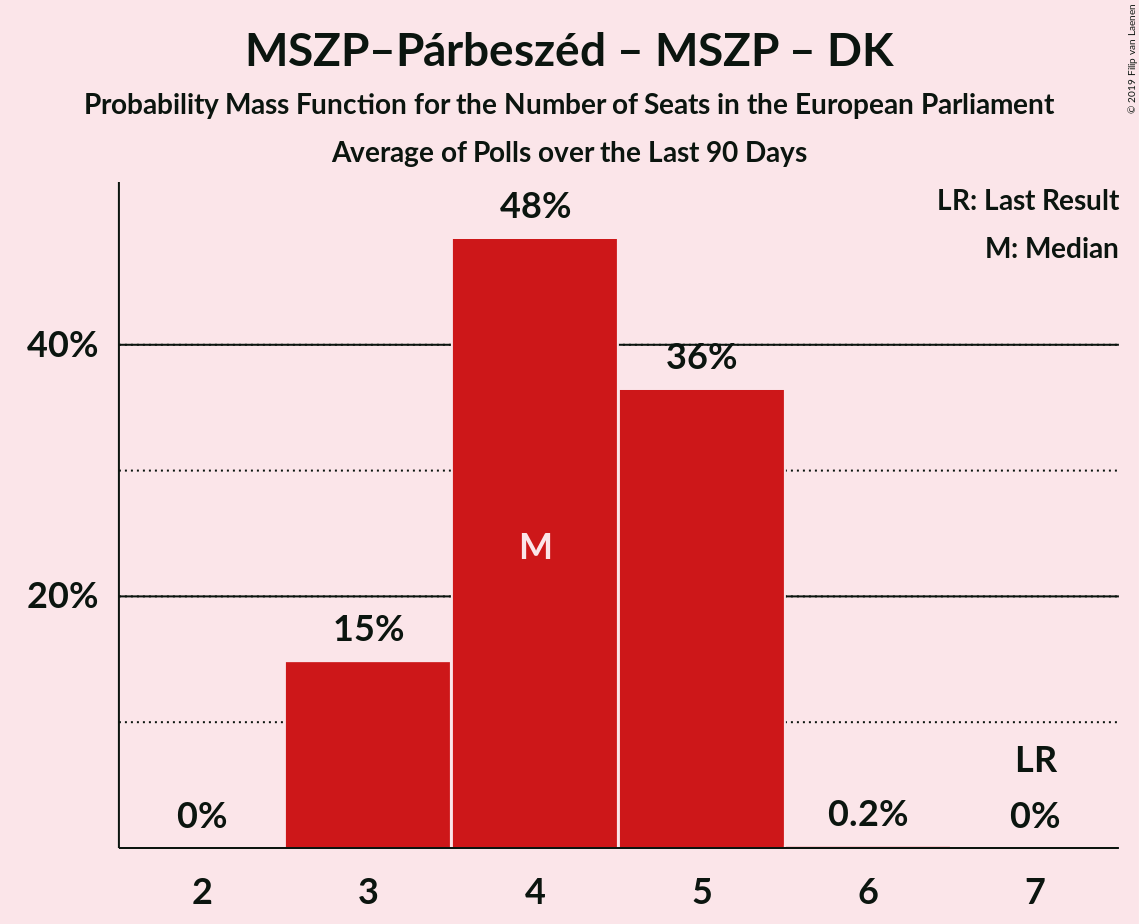 MSZP–Párbeszéd – MSZP – DK
Probability Mass Function for the Number of Seats in the European Parliament
Average of Polls over the Last 90 Days
© 2019 Filip van Laenen
LR: Last Result
M: Median
48%
40%
36%
M
20%
15%
LR
0%
0.2%
0%
2 3 4 5 6 7